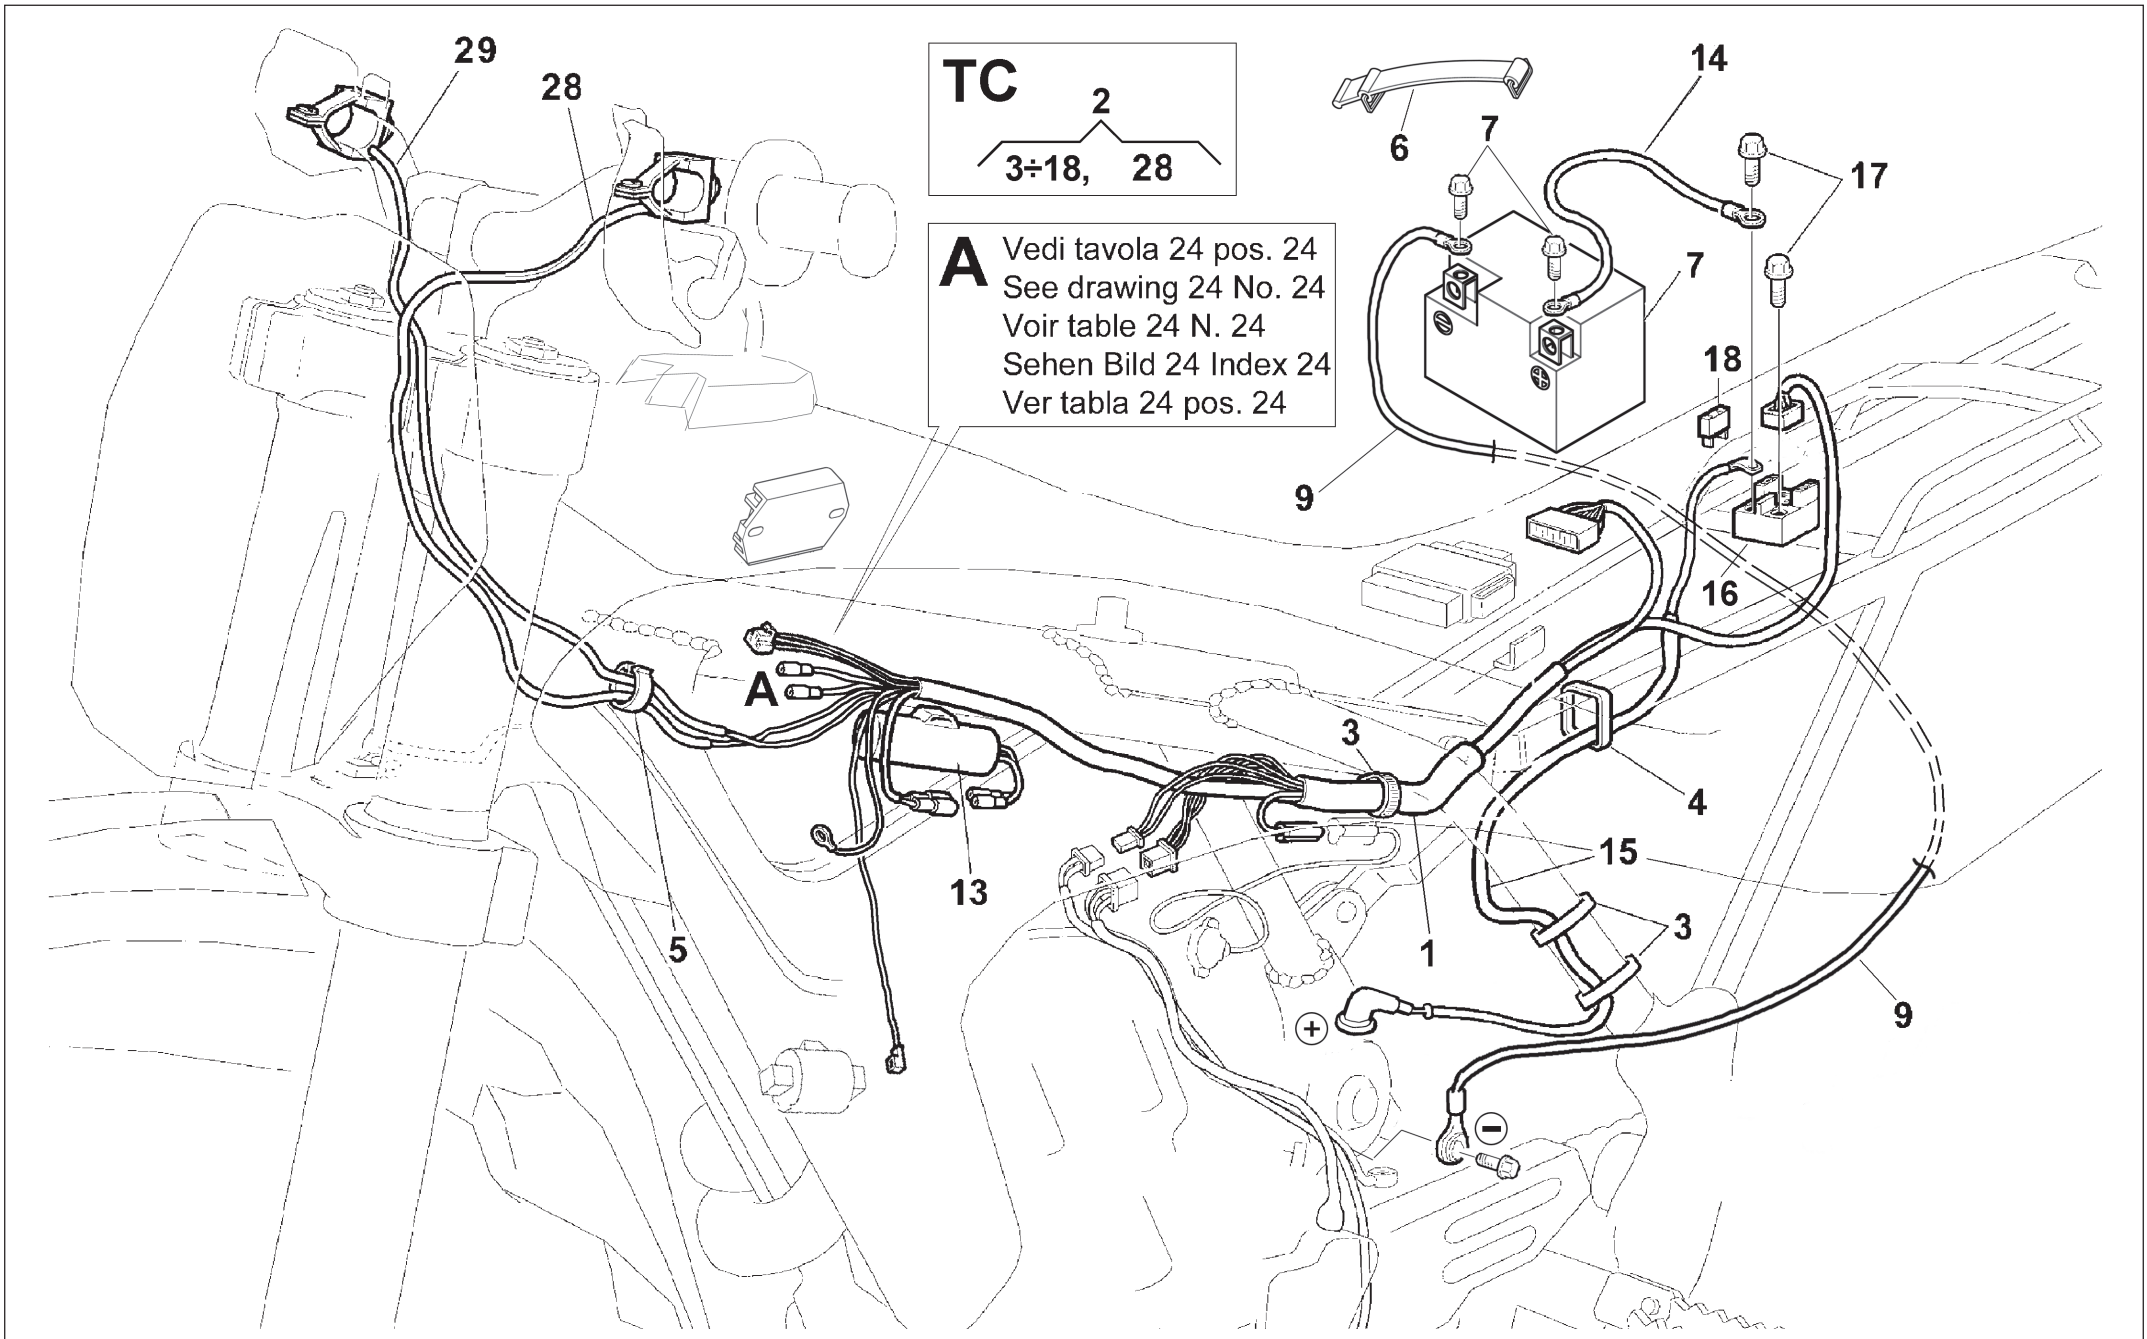 29
28
TC
2
3÷18, 28
6
7
14
17
A
Vedi tavola 24 pos. 24
See drawing 24 No. 24
Voir table 24 N. 24
Sehen Bild 24 Index 24
Ver tabla 24 pos. 24
7
18
9
16
A
3
4
15
13
5
1
3
+
9
−